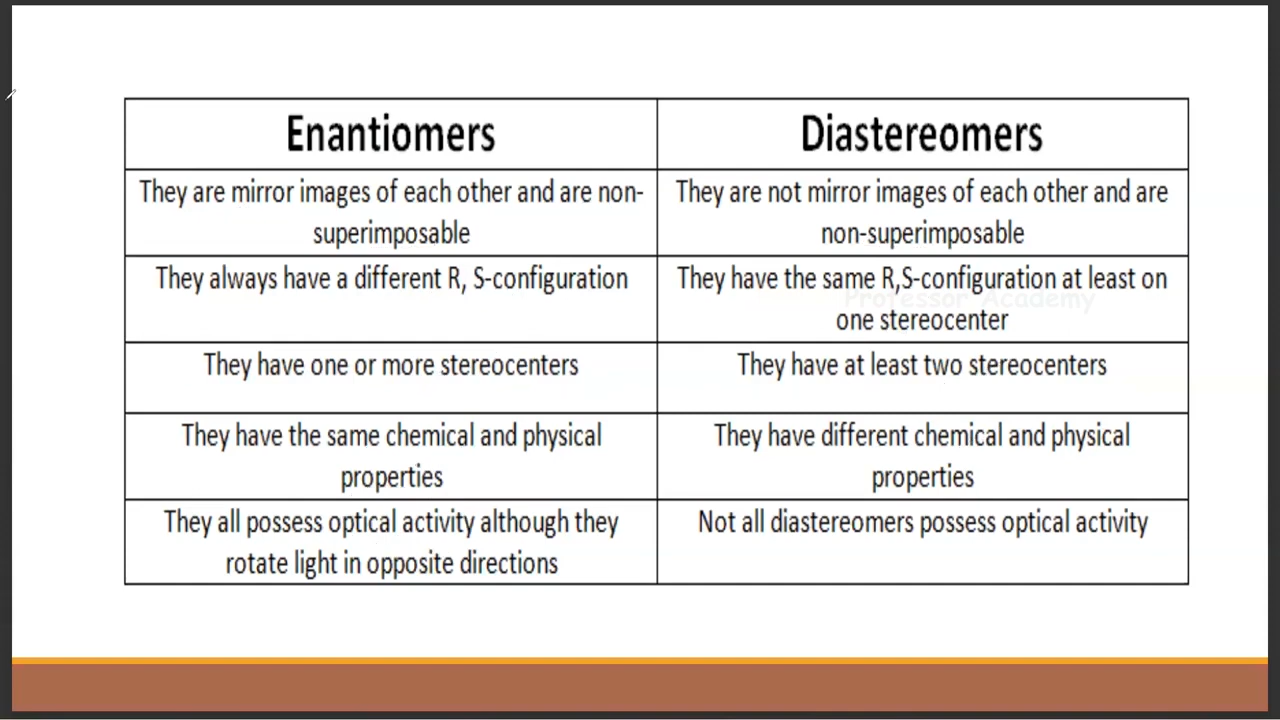 Enantiomers
Diastereomers
They are mirror images of each other and are non-
superimposable
They are not mirror images of each other and are
non-superimposable
They always have a different R, S-configuration
They have the same R,S-configuration at least on
one stereocenter
Professor Academy
They have one or more stereocenters
They have at least two stereocenters
They have the same chemical and physical
properties
They have different chemical and physical
properties
They all possess optical activity although they
rotate light in opposite directions
Not all diastereomers possess optical activity